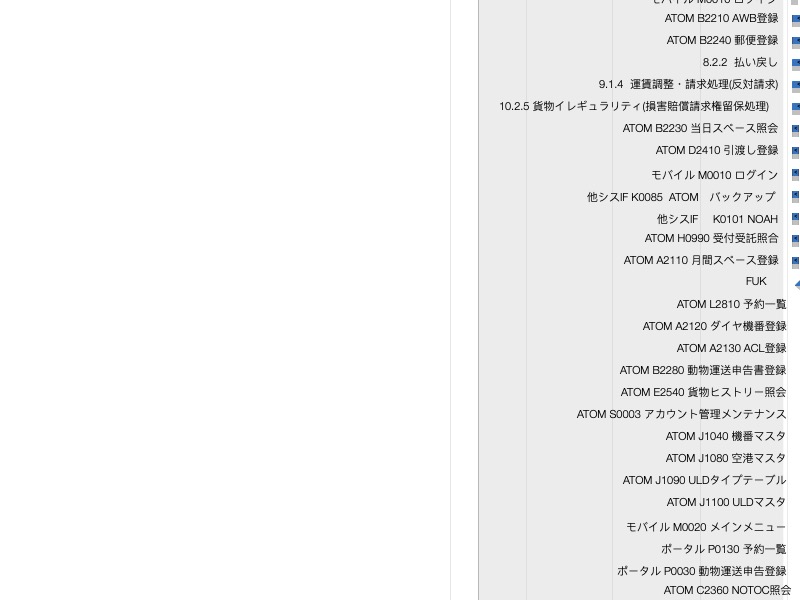 モバイル M0010 ログイン
ATOM B2210 AWB登録
ATOM B2240 郵便登録
8.2.2 払い戻し
9.1.4 運賃調整・請求処理(反対請求)
10.2.5 貨物イレギュラリティ(損害賠償請求権留保処理)
ATOM B2230 当日スペース照会
ATOM D2410 引渡し登録
モバイル M0010 ログイン
他シスIF K0085 ATOM バックアップ
他シスIF K0101 NOAH
ATOM H0990 受付受託照合
ATOM A2110 月間スペース登録
FUK
ATOM L2810 予約一覧
ATOM A2120 ダイヤ機番登録
ATOM A2130 ACL登録
ATOM B2280 動物運送申告書登録
ATOM E2540 貨物ヒストリー照会
ATOM S0003 アカウント管理メンテナンス
ATOM J1040 機番マスタ
ATOM J1080 空港マスタ
ATOM J1090 ULDタイプテーブル
ATOM J1100 ULDマスタ
モバイル M0020 メインメニュー
ポータル P0130 予約一覧
ポータル P0030 動物運送申告登録
ATOM C2360 NOTOC照会